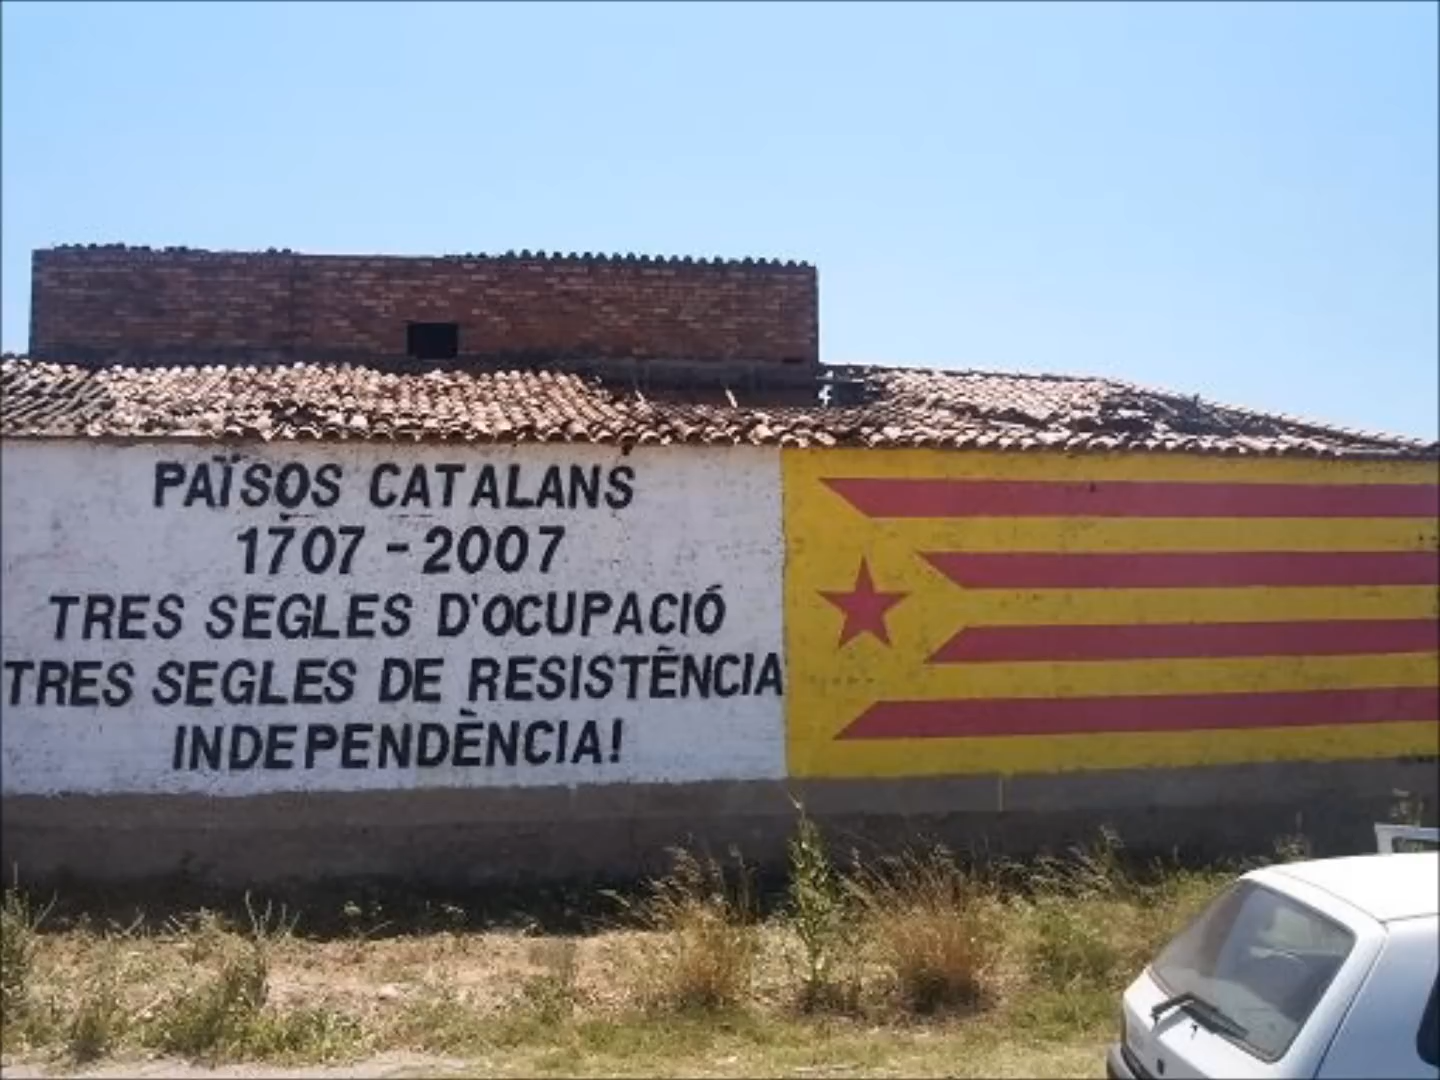 PAÏSOS CATALANS
1707 - 2007
TRES SEGLES D'OCUPACIÓ
TRES SEGLES DE RESISTÈNCIA
INDEPENDÈNCIA!